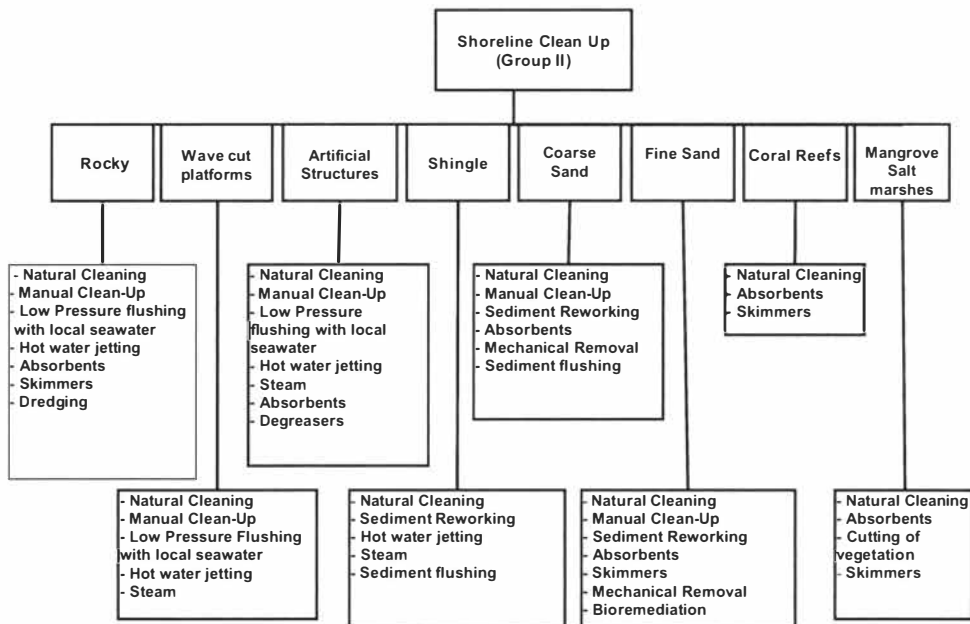 Shoreline Clean Up
(Group II)
Rocky
Wave cut
platforms
Artificial
Structures
Shingle
Coarse
Sand
Fine Sand
Coral Reefs
Mangrove
Salt
marshes
- Natural Cleaning
- Manual Clean-Up
- Low Pressure flushing
with local seawater
- Hot water jetting
- Absorbents
- Skimmers
- Dredging
- Natural Cleaning
- Manual Clean-Up
- Low Pressure
flushing with local
seawater
- Hot water jetting
- Steam
- Absorbents
- Degreasers
- Natural Cleaning
- Manual Clean-Up
- Sediment Reworking
- Absorbents
- Mechanical Removal
- Sediment flushing
- Natural Cleaning
- Absorbents
- Skimmers
- Natural Cleaning
- Manual Clean-Up
- Low Pressure Flushing
with local seawater
- Hot water jetting
- Steam
- Natural Cleaning
- Sediment Reworking
- Hot water jetting
- Steam
- Sediment flushing
- Natural Cleaning
- Manual Clean-Up
- Sediment Reworking
- Absorbents
- Skimmers
- Mechanical Removal
- Bioremediation
- Natural Cleaning
- Absorbents
- Cutting of
vegetation
- Skimmers